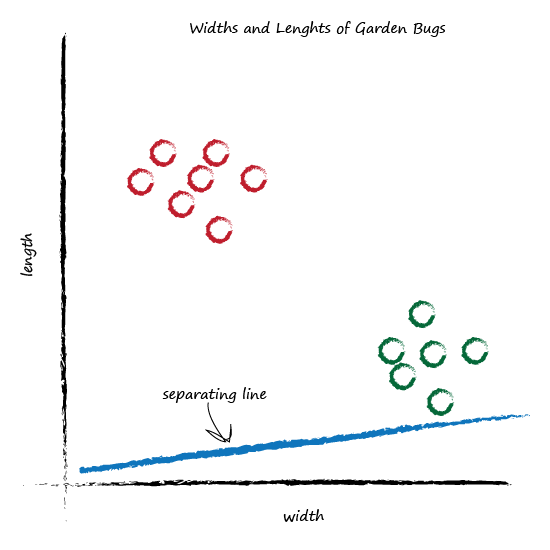 Widths and Lenghts of Garden Bugs
length
separating line
width